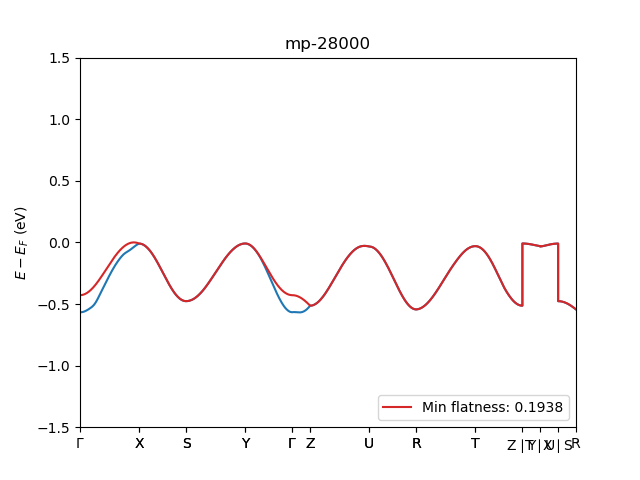 mp-28000
1.5
1.0
0.5
0.0
−0.5
−1.0
−1.5
E − E_F (eV)
Min flatness: 0.1938
Γ X S Y Γ Z U R T Z | T Y | X U | S R